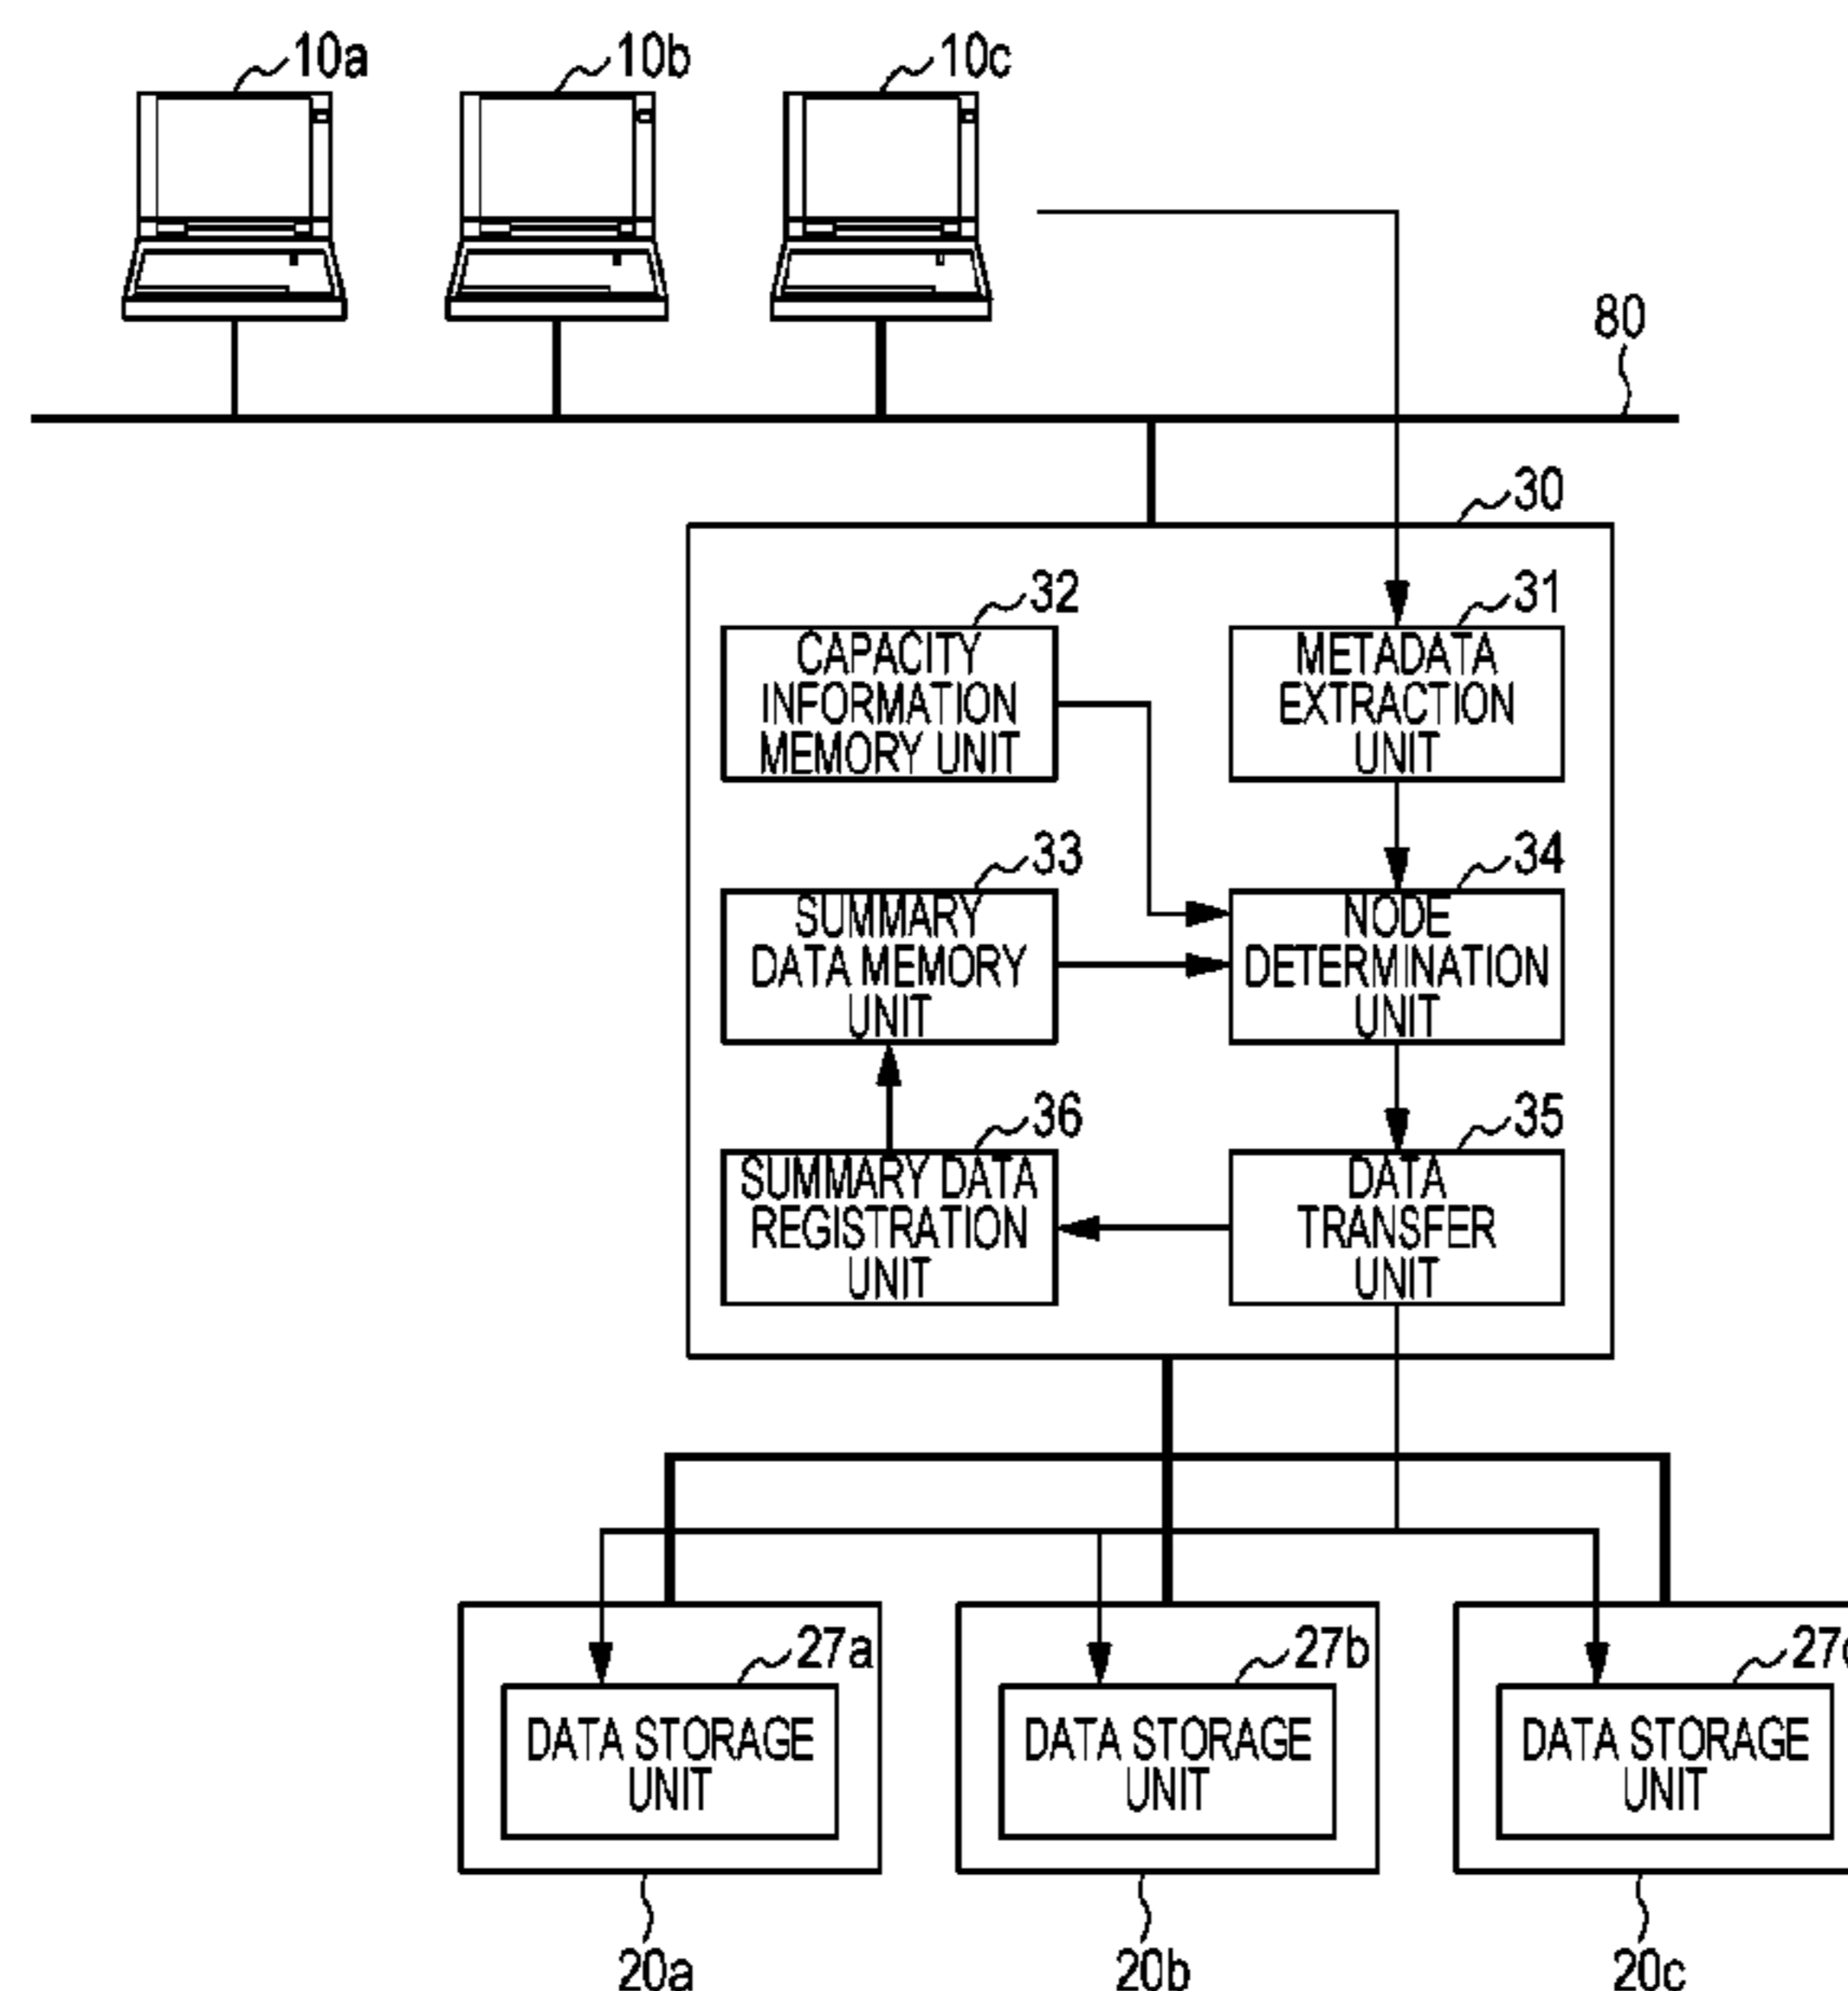 10a
10b
10c
80
30
32
31
CAPACITY
INFORMATION
MEMORY UNIT
METADATA
EXTRACTION
UNIT
33
34
SUMMARY
DATA MEMORY
UNIT
NODE
DETERMINATION
UNIT
36
35
SUMMARY DATA
REGISTRATION
UNIT
DATA
TRANSFER
UNIT
27a
27b
DATA STORAGE
UNIT
DATA STORAGE
UNIT
DATA STORAGE
UNIT
20a
20b
20c